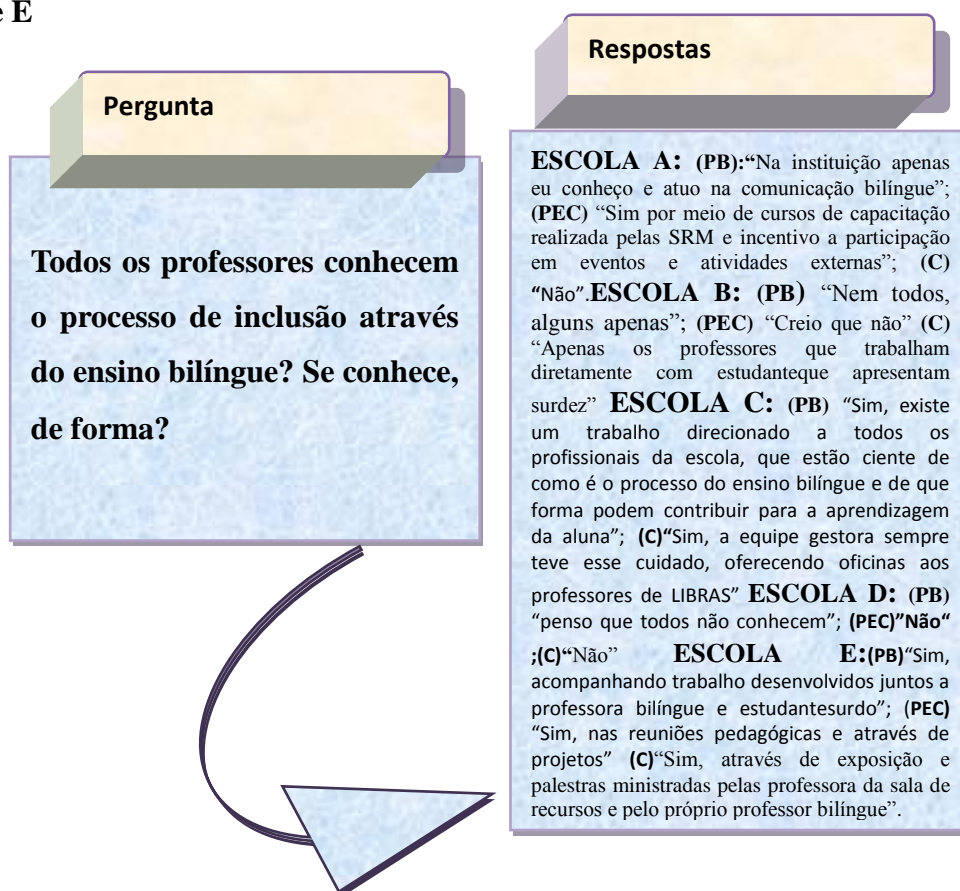 e E
Pergunta
Todos os professores conhecem
o processo de inclusão através
do ensino bilíngue? Se conhece,
de forma?
Respostas
ESCOLA A: (PB):“Na instituição apenas
eu conheço e atuo na comunicação bilíngue”;
(PEC) “Sim por meio de cursos de capacitação
realizada pelas SRM e incentivo a participação
em eventos e atividades externas”; (C)
“Não”.ESCOLA B: (PB) “Nem todos,
alguns apenas”; (PEC) “Creio que não” (C)
“Apenas os professores que trabalham
diretamente com estudanteque apresentam
surdez” ESCOLA C: (PB) “Sim, existe
um trabalho direcionado a todos os
profissionais da escola, que estão ciente de
como é o processo do ensino bilíngue e de que
forma podem contribuir para a aprendizagem
da aluna”; (C)“Sim, a equipe gestora sempre
teve esse cuidado, oferecendo oficinas aos
professores de LIBRAS” ESCOLA D: (PB)
“penso que todos não conhecem”; (PEC)”Não“
;(C)“Não” ESCOLA E:(PB)“Sim,
acompanhando trabalho desenvolvidos juntos a
professora bilíngue e estudantesurdo”; (PEC)
“Sim, nas reuniões pedagógicas e através de
projetos” (C)“Sim, através de exposição e
palestras ministradas pelas professora da sala de
recursos e pelo próprio professor bilíngue”.